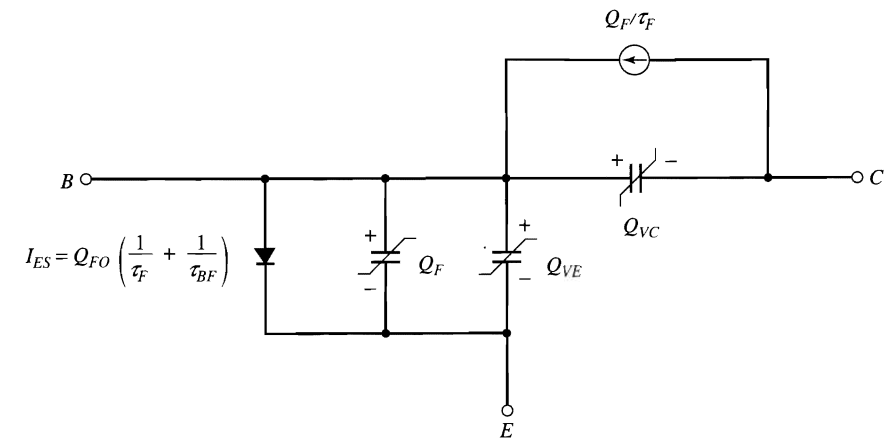 Q_F/τ_F
B
+ −
C
Q_VC
I_ES = Q_FO (1/τ_F + 1/τ_BF)
+
−
Q_F
+
−
Q_VE
E